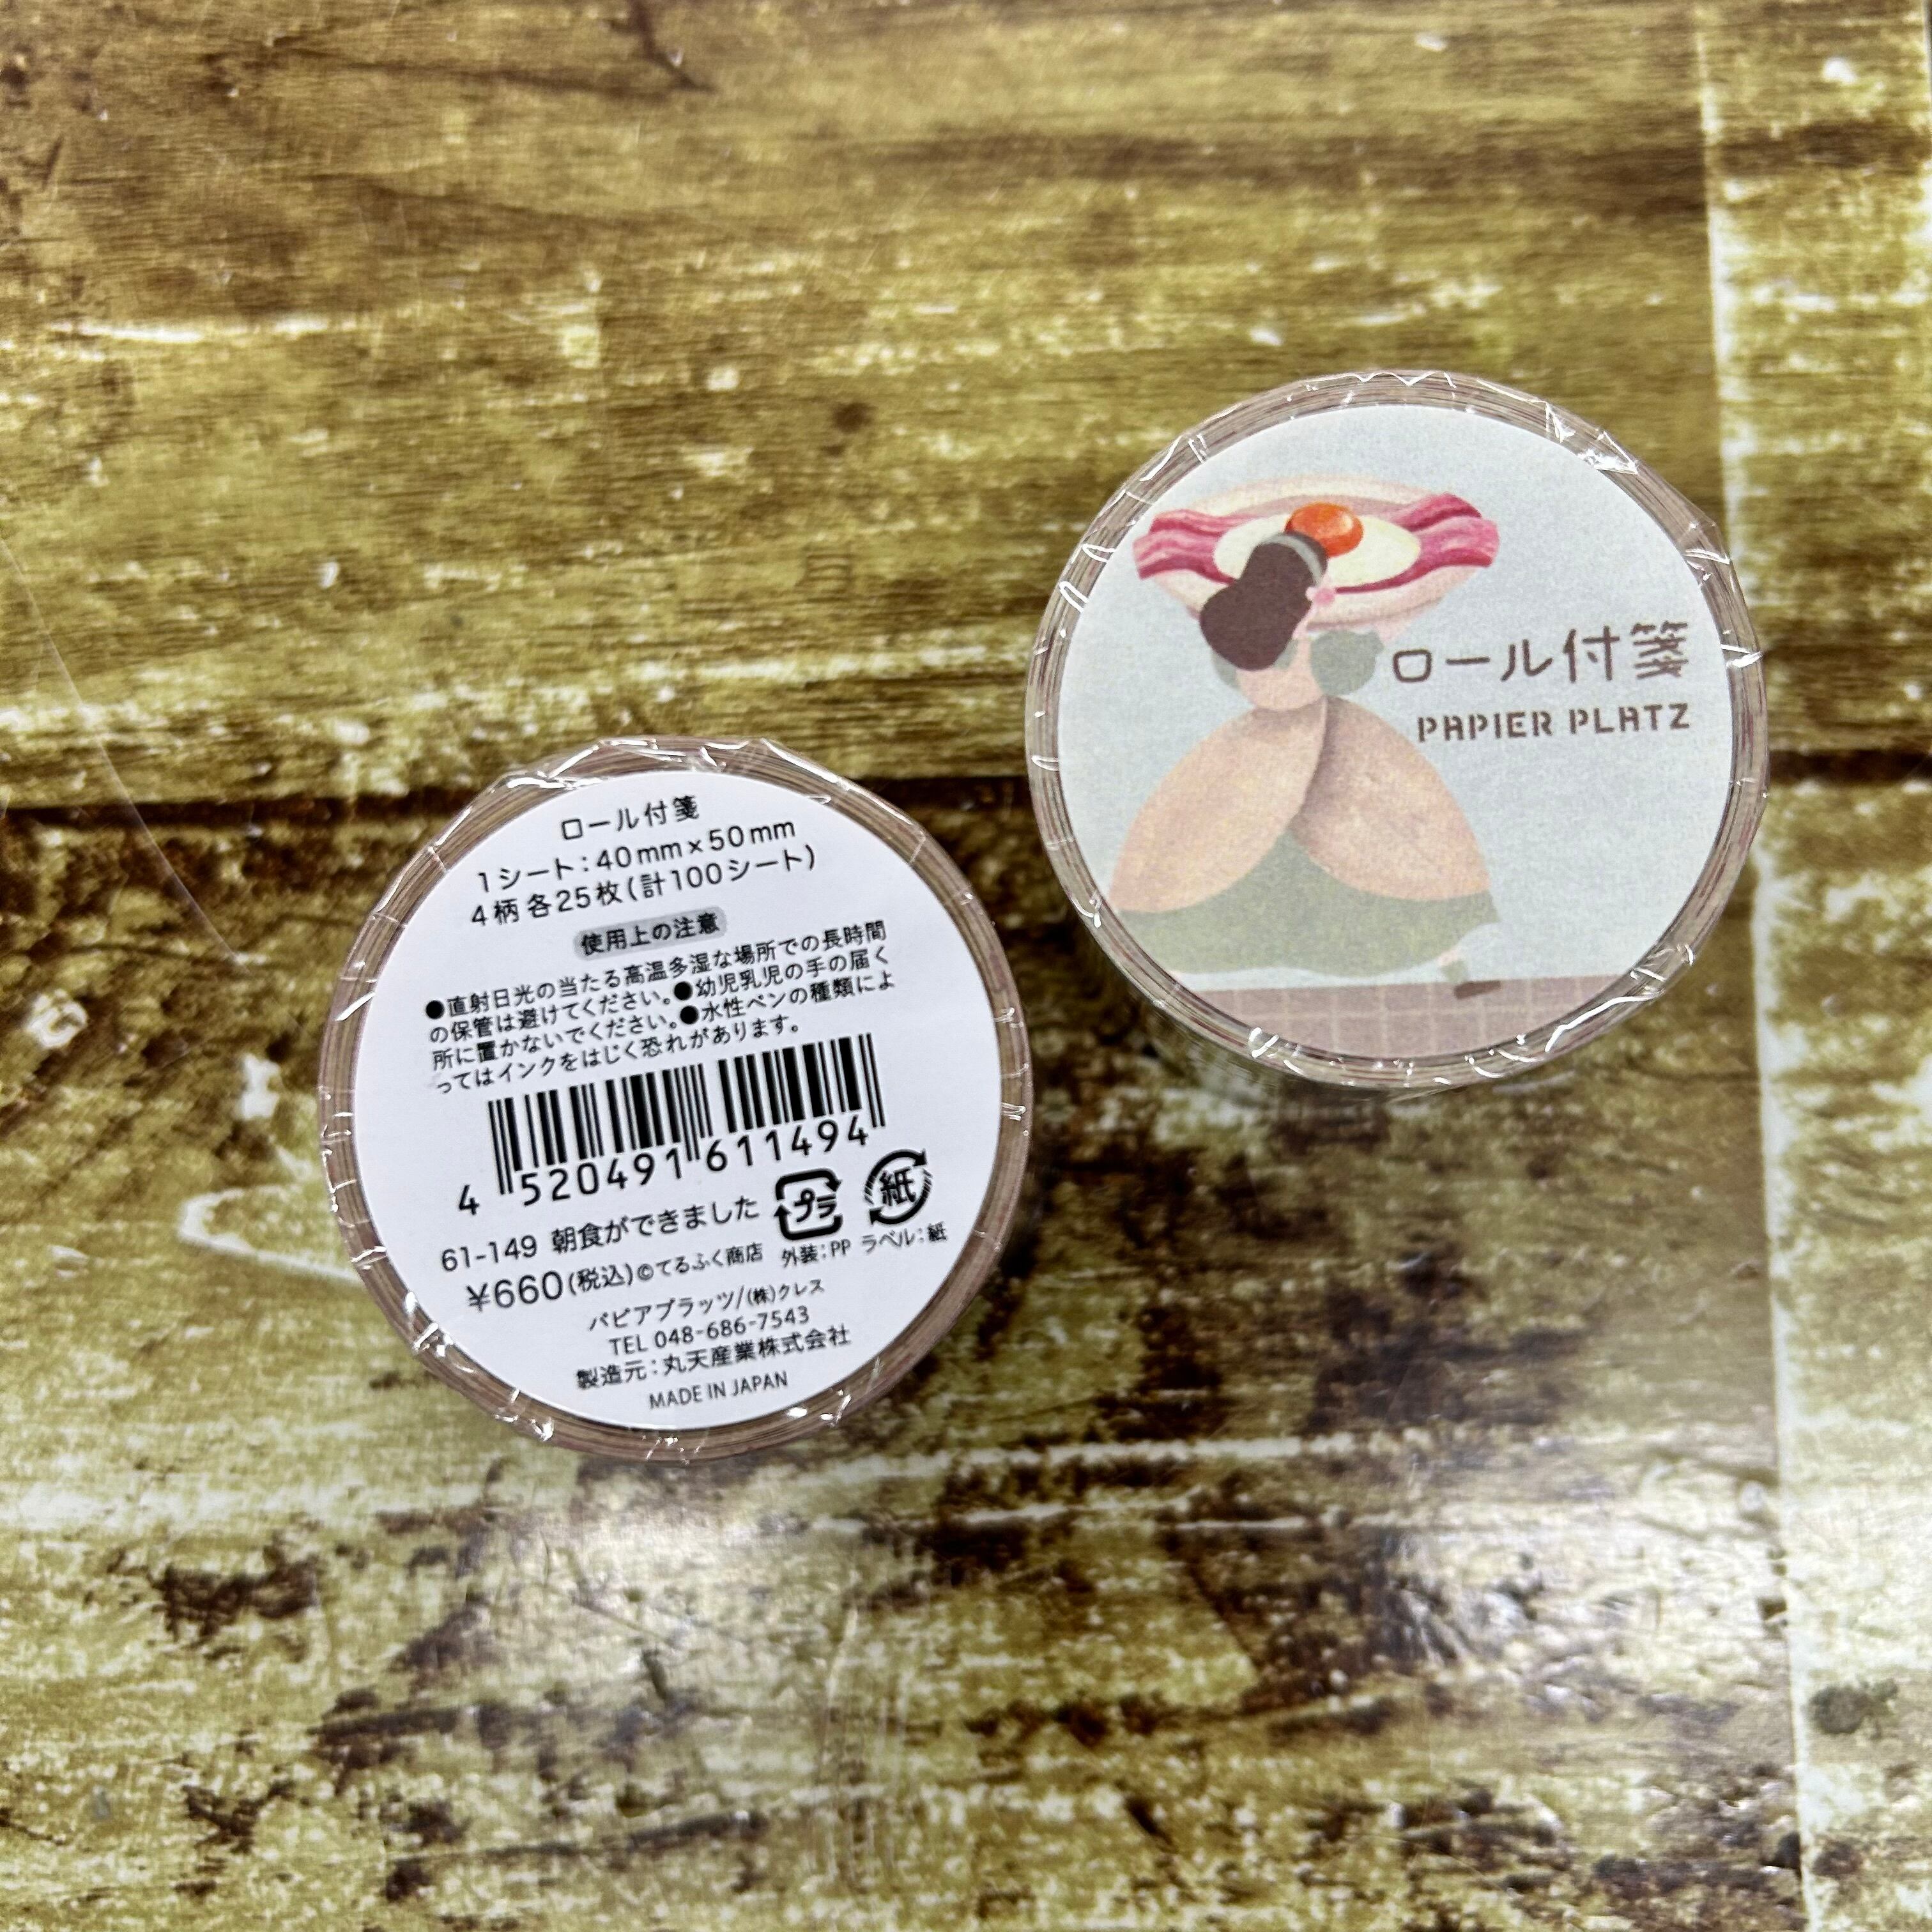 ロール付箋
1シート:40mm×50mm
4柄 各25枚(計100シート)
使用上の注意
●直射日光の当たる高温多湿な場所での長時間
の保管は避けてください。●幼児乳児の手の届く
所に置かないでください。●水性ペンの種類によ
ってはインクをはじく恐れがあります。
4 520491 611494
プラ 紙
外装:PP ラベル:紙
61-149 朝食ができました
¥660(税込)©てるふく商店
パピアプラッツ/(株)クレス
TEL 048-686-7543
製造元:丸天産業株式会社
MADE IN JAPAN
ロール付箋
PAPIER PLATZ